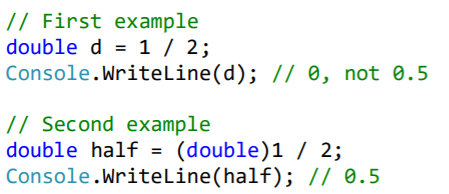 // First example
double d = 1 / 2;
Console.WriteLine(d); // 0, not 0.5
// Second example
double half = (double)1 / 2;
Console.WriteLine(half); // 0.5